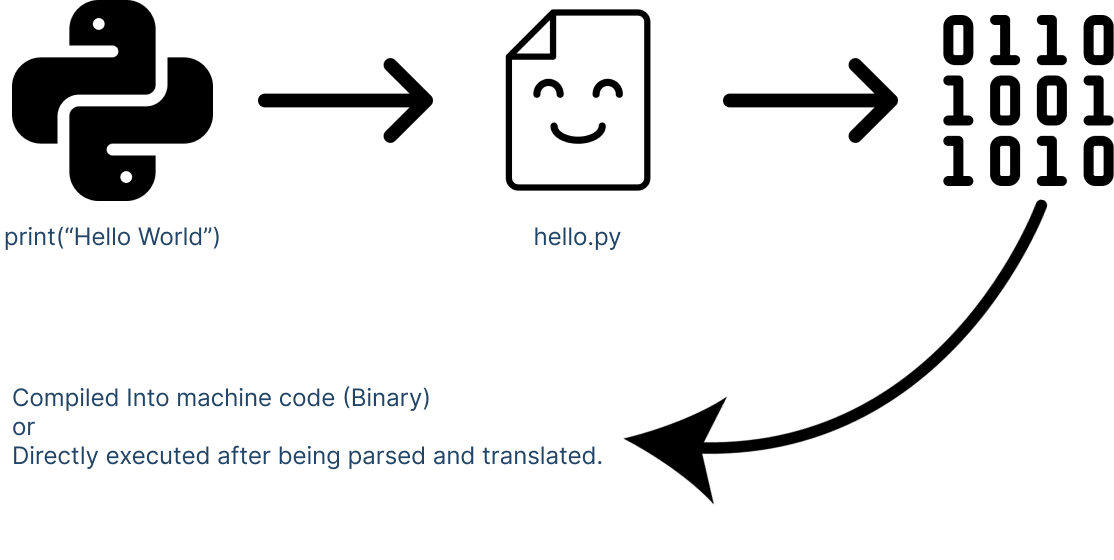 0110
1001
1010
print(“Hello World”)
hello.py
Compiled Into machine code (Binary)
or
Directly executed after being parsed and translated.